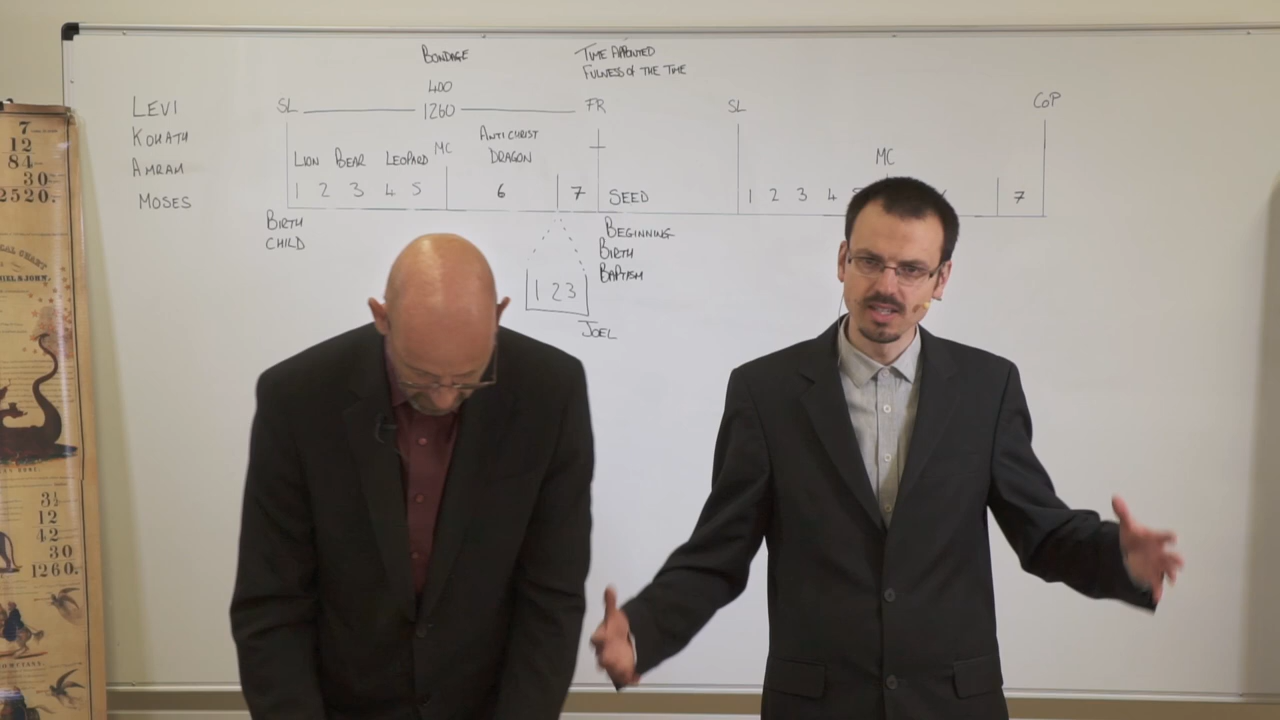 BONDAGE
TIME APPOINTED
FULNESS OF THE TIME
400
LEVI
SL
1260
FR
SL
CoP
KOHATH
ANTICHRIST
LION BEAR LEOPARD
MC
DRAGON
MC
AMRAM
1 2 3 4 5
6
7
SEED
1 2 3 4
7
MOSES
BIRTH
CHILD
BEGINNING
BIRTH
BAPTISM
1 2 3
JOEL
7
12
84
30
2520.
3½
12
42
30
1260.